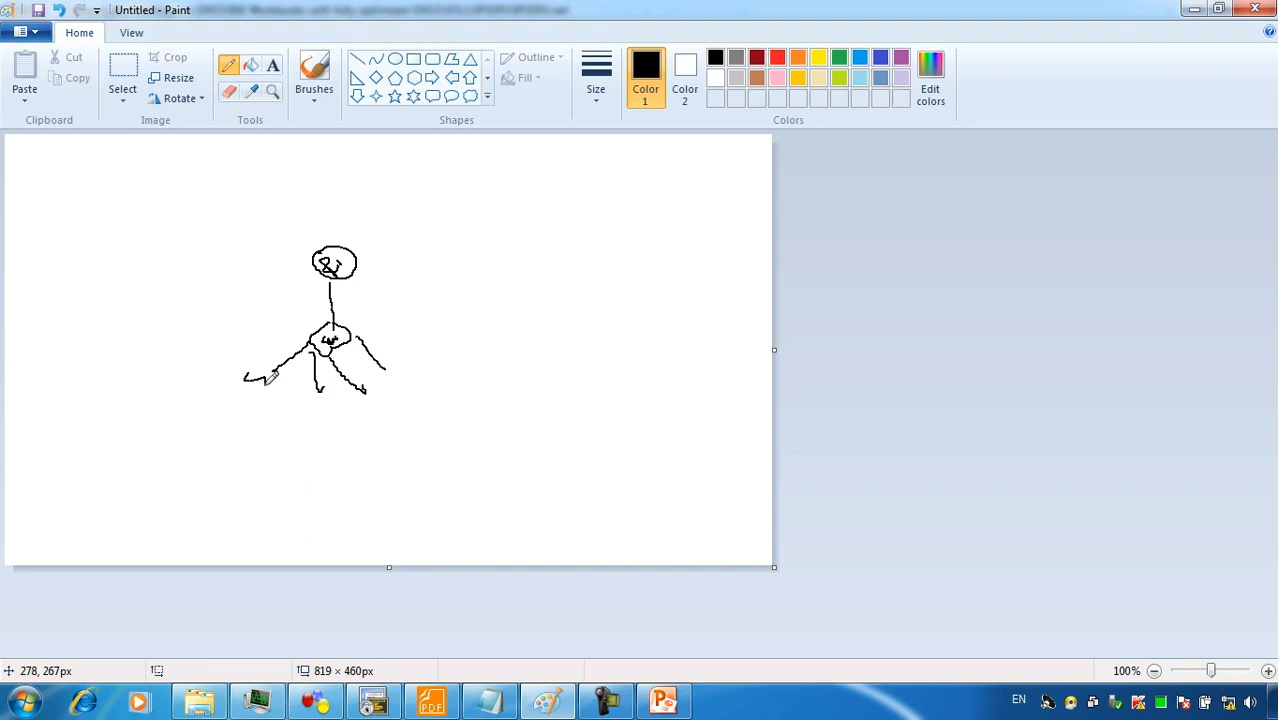 Untitled - Paint
Home
View
Paste
Cut
Copy
Select
Crop
Resize
Rotate
Brushes
Outline
Fill
Size
Color 1
Color 2
Edit colors
Clipboard
Image
Tools
Shapes
Colors
278, 267px
819 × 460px
100%
PDF
EN